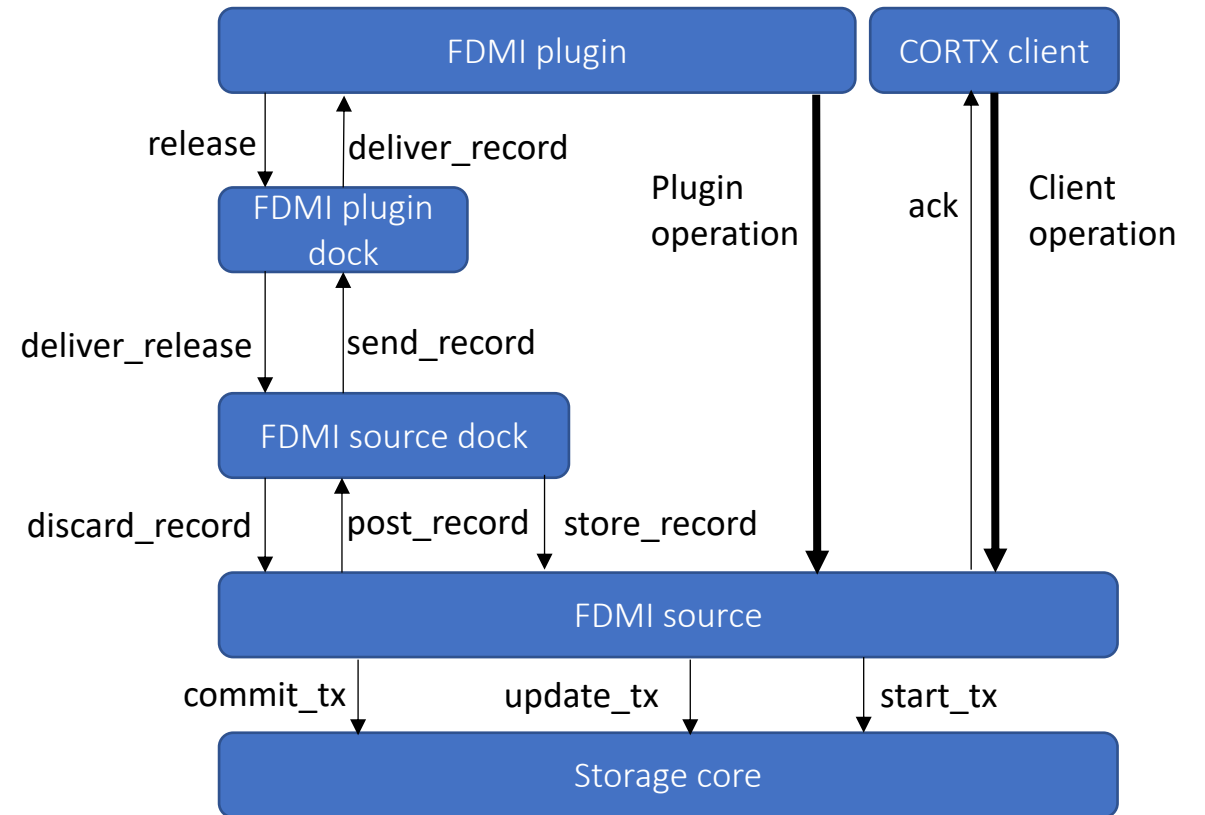 FDMI plugin
CORTX client
release
deliver_record
FDMI plugin
dock
Plugin
operation
ack
Client
operation
deliver_release
send_record
FDMI source dock
discard_record
post_record
store_record
FDMI source
commit_tx
update_tx
start_tx
Storage core